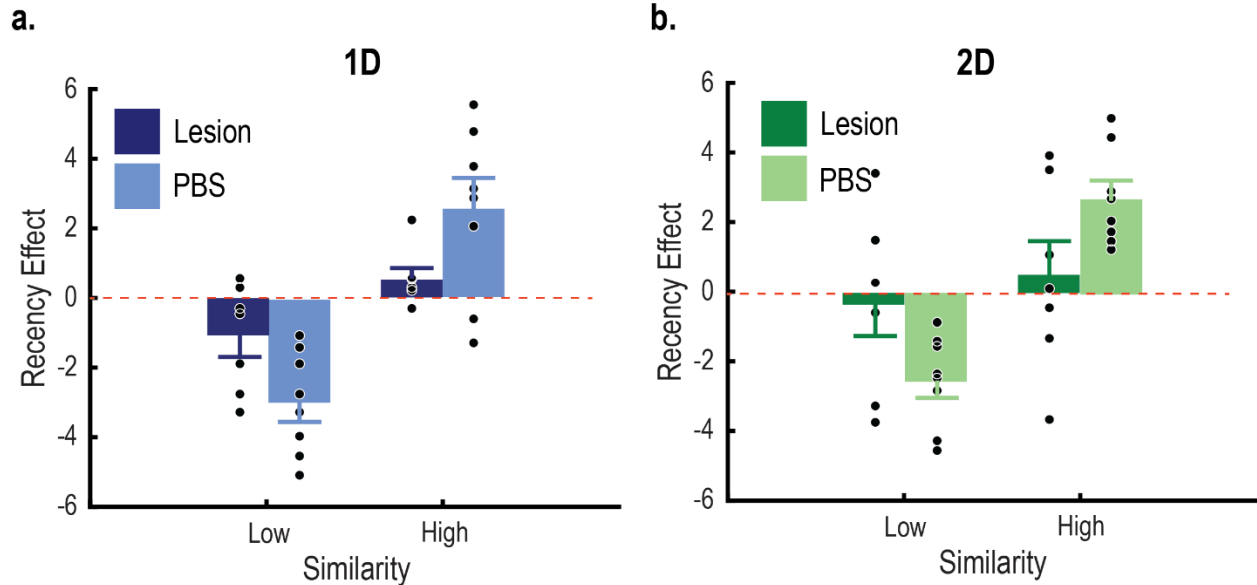 a.
1D
Lesion
PBS
6
4
2
0
-2
-4
-6
Recency Effect
Low
High
Similarity
b.
2D
Lesion
PBS
6
4
2
0
-2
-4
-6
Recency Effect
Low
High
Similarity